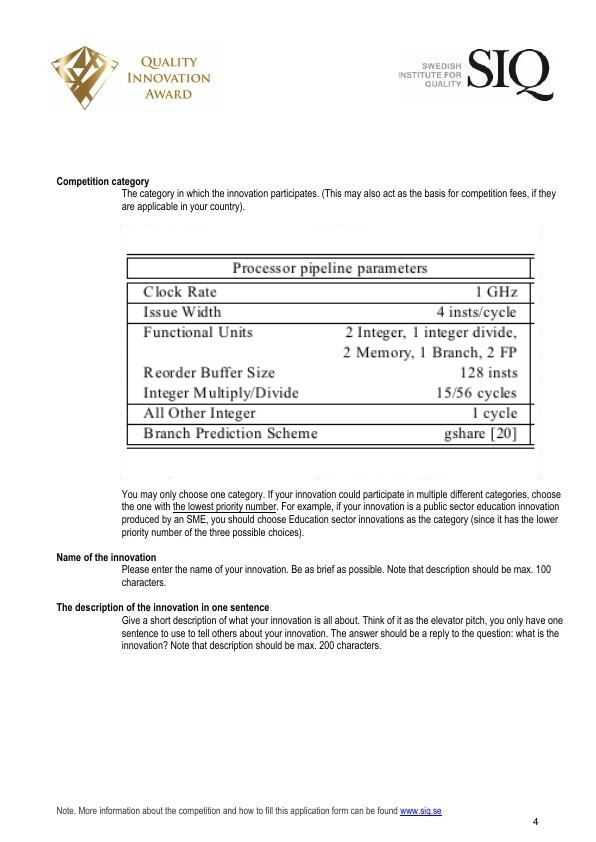 QUALITY
INNOVATION
AWARD
SWEDISH
INSTITUTE FOR
QUALITY
SIQ
Competition category
The category in which the innovation participates. (This may also act as the basis for competition fees, if they
are applicable in your country).
Processor pipeline parameters
Clock Rate 1 GHz
Issue Width 4 insts/cycle
Functional Units 2 Integer, 1 integer divide,
2 Memory, 1 Branch, 2 FP
Reorder Buffer Size 128 insts
Integer Multiply/Divide 15/56 cycles
All Other Integer 1 cycle
Branch Prediction Scheme gshare [20]
You may only choose one category. If your innovation could participate in multiple different categories, choose
the one with the lowest priority number. For example, if your innovation is a public sector education innovation
produced by an SME, you should choose Education sector innovations as the category (since it has the lower
priority number of the three possible choices).
Name of the innovation
Please enter the name of your innovation. Be as brief as possible. Note that description should be max. 100
characters.
The description of the innovation in one sentence
Give a short description of what your innovation is all about. Think of it as the elevator pitch, you only have one
sentence to use to tell others about your innovation. The answer should be a reply to the question: what is the
innovation? Note that description should be max. 200 characters.
Note. More information about the competition and how to fill this application form can be found www.siq.se
4